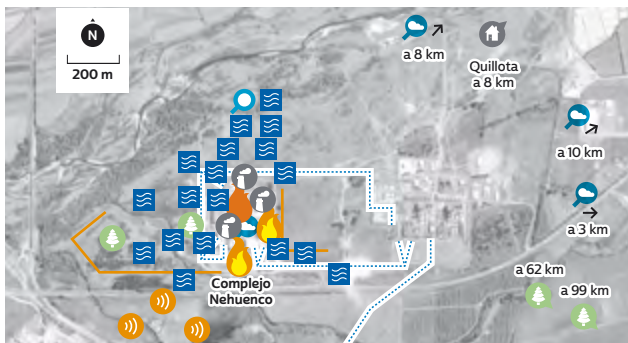 N
200 m
a 8 km
Quillota
a 8 km
a 10 km
a 3 km
a 62 km
a 99 km
Complejo
Nehuenco